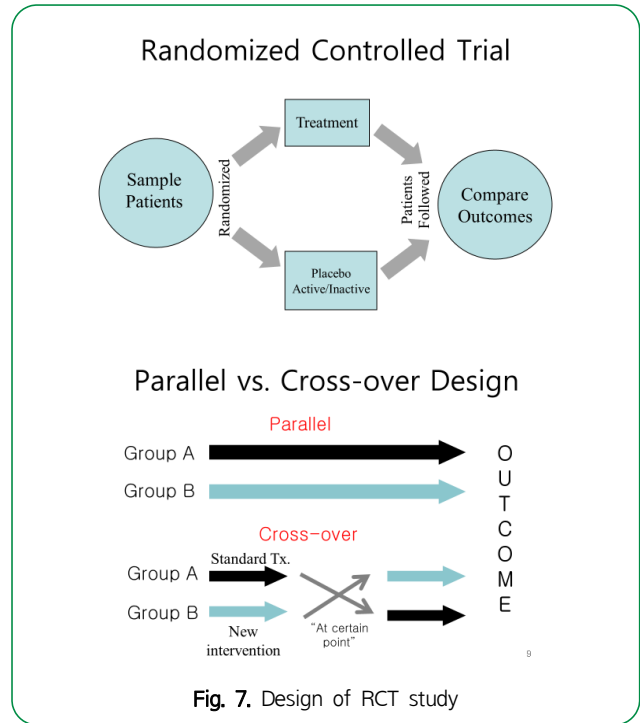 Randomized Controlled Trial
Treatment
Sample
Patients
Randomized
Patients
Followed
Compare
Outcomes
Placebo
Active/Inactive
Parallel vs. Cross-over Design
Parallel
Group A
Group B
OUTCOME
Cross-over
Standard Tx.
Group A
Group B
New
intervention
"At certain
point"
9
Fig. 7. Design of RCT study